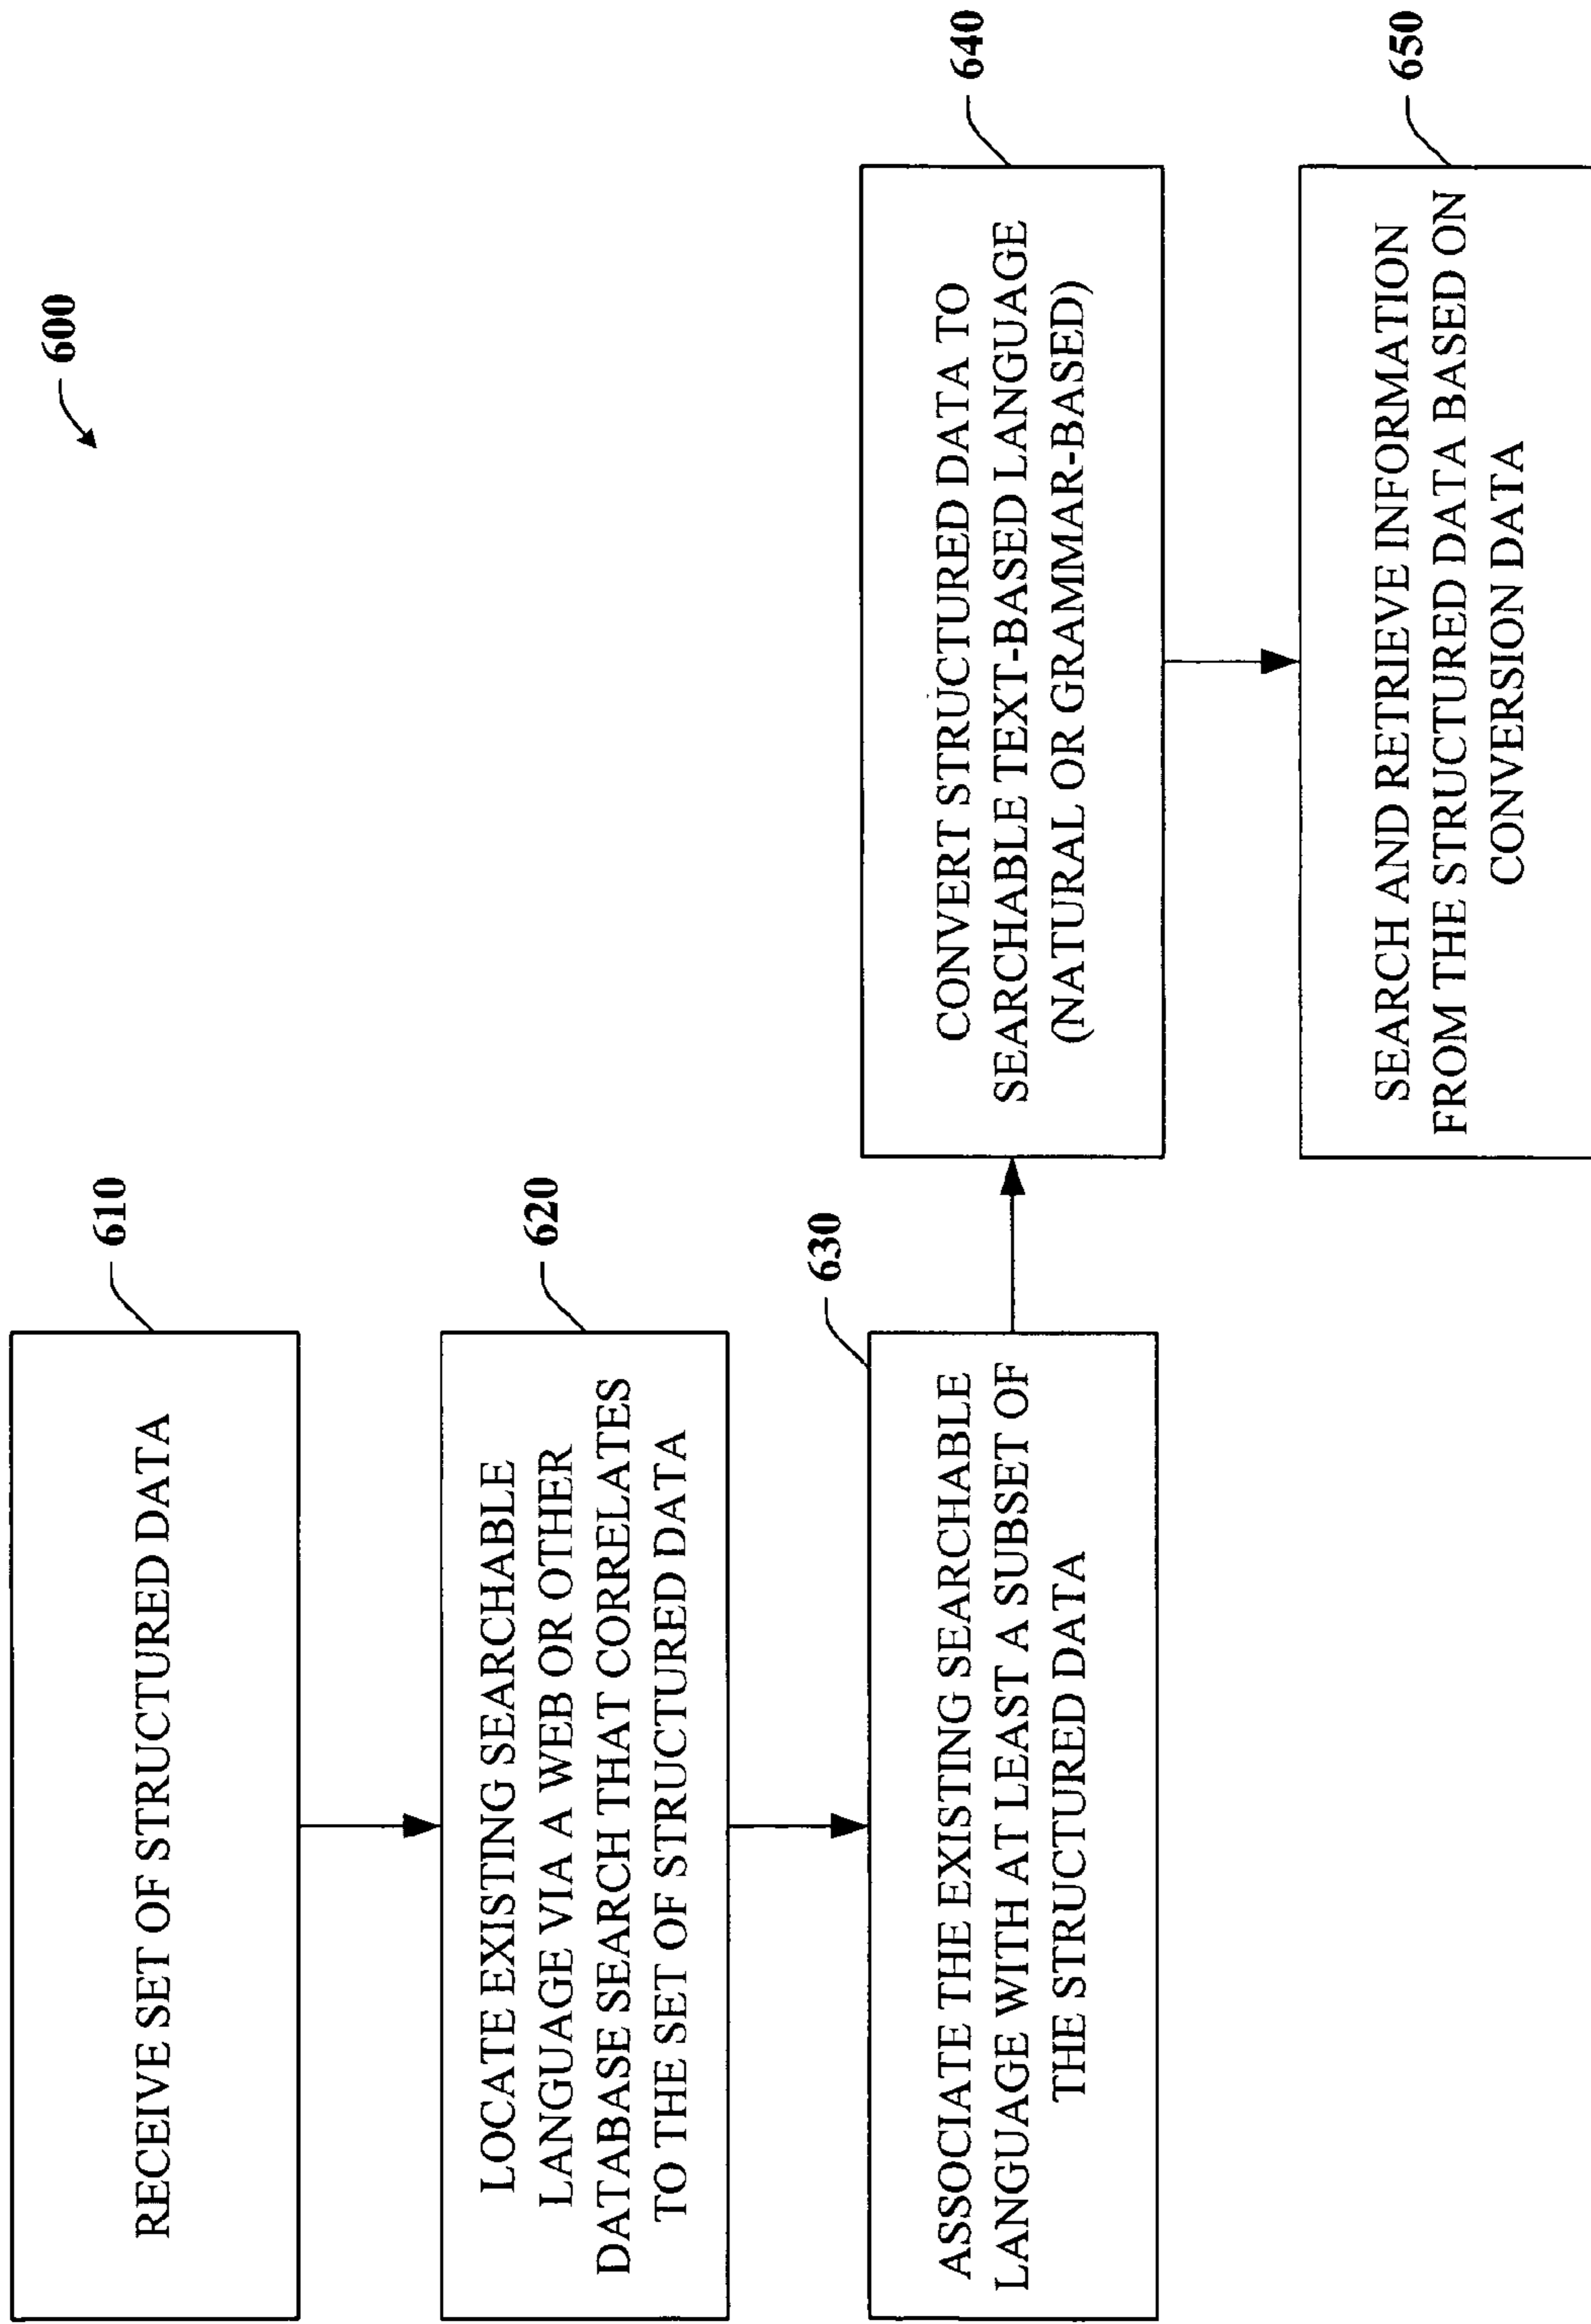 600
610
RECEIVE SET OF STRUCTURED DATA
620
LOCATE EXISTING SEARCHABLE
LANGUAGE VIA A WEB OR OTHER
DATABASE SEARCH THAT CORRELATES
TO THE SET OF STRUCTURED DATA
630
ASSOCIATE THE EXISTING SEARCHABLE
LANGUAGE WITH AT LEAST A SUBSET OF
THE STRUCTURED DATA
640
CONVERT STRUCTURED DATA TO
SEARCHABLE TEXT-BASED LANGUAGE
(NATURAL OR GRAMMAR-BASED)
650
SEARCH AND RETRIEVE INFORMATION
FROM THE STRUCTURED DATA BASED ON
CONVERSION DATA